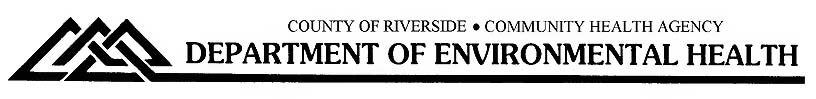 COUNTY OF RIVERSIDE • COMMUNITY HEALTH AGENCY
DEPARTMENT OF ENVIRONMENTAL HEALTH